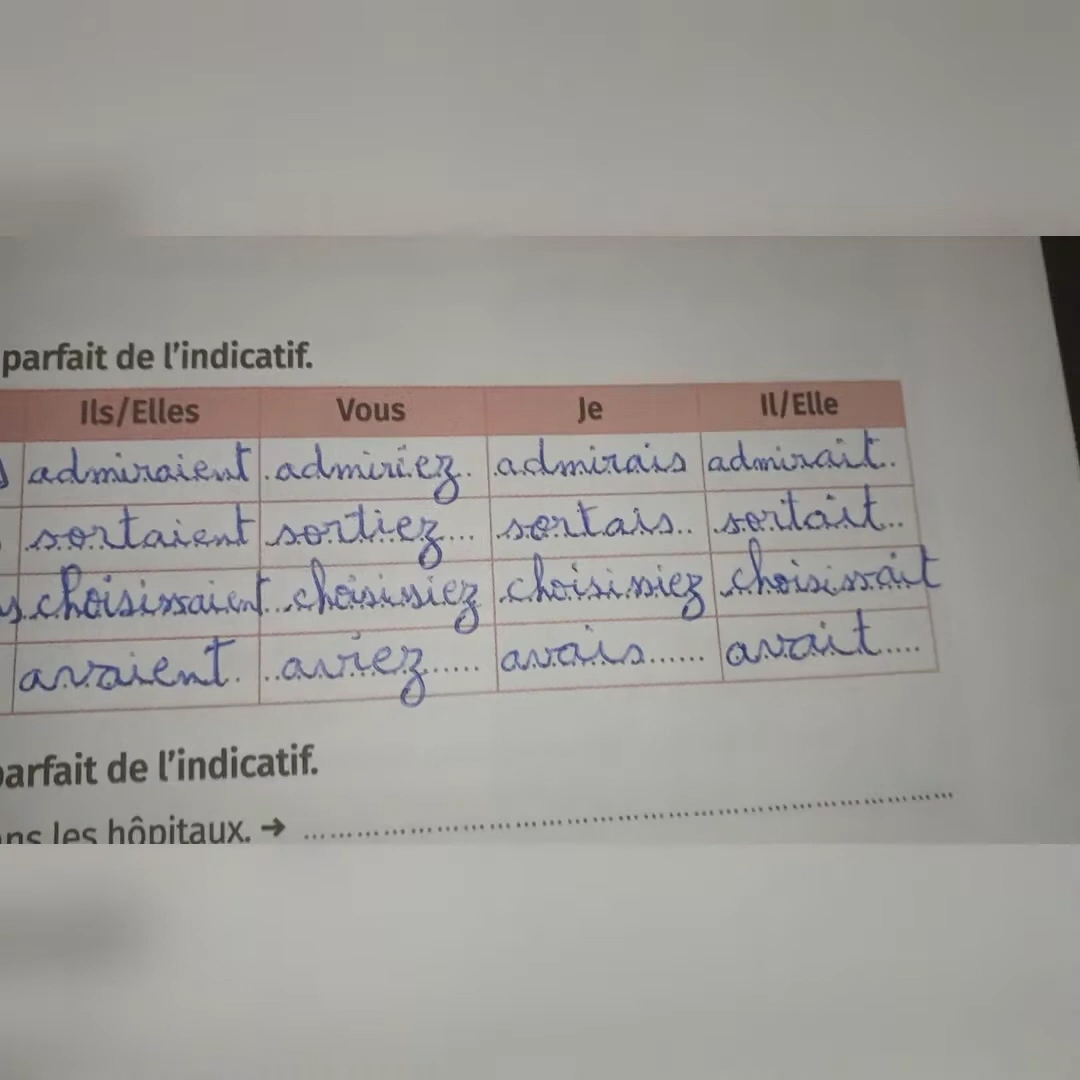 parfait de l'indicatif.
Ils/Elles Vous Je Il/Elle
admiraient admiriez admirais admirait
sortaient sortiez sortais sortait
choisissaient choisissiez choisissiez choisissait
avaient aviez avais avait
parfait de l'indicatif.
ns les hôpitaux. →